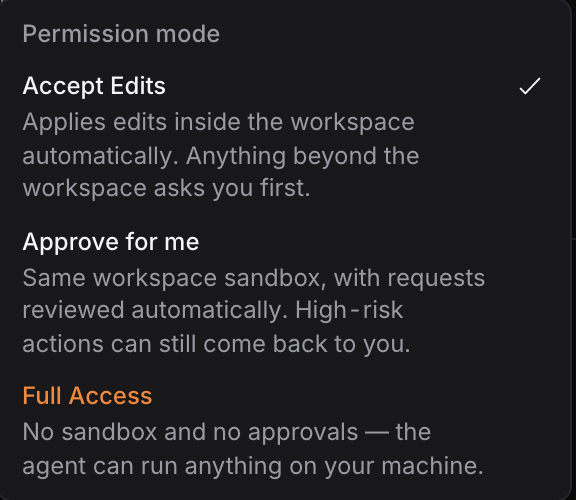 Permission mode
Accept Edits
Applies edits inside the workspace
automatically. Anything beyond the
workspace asks you first.
Approve for me
Same workspace sandbox, with requests
reviewed automatically. High-risk
actions can still come back to you.
Full Access
No sandbox and no approvals — the
agent can run anything on your machine.